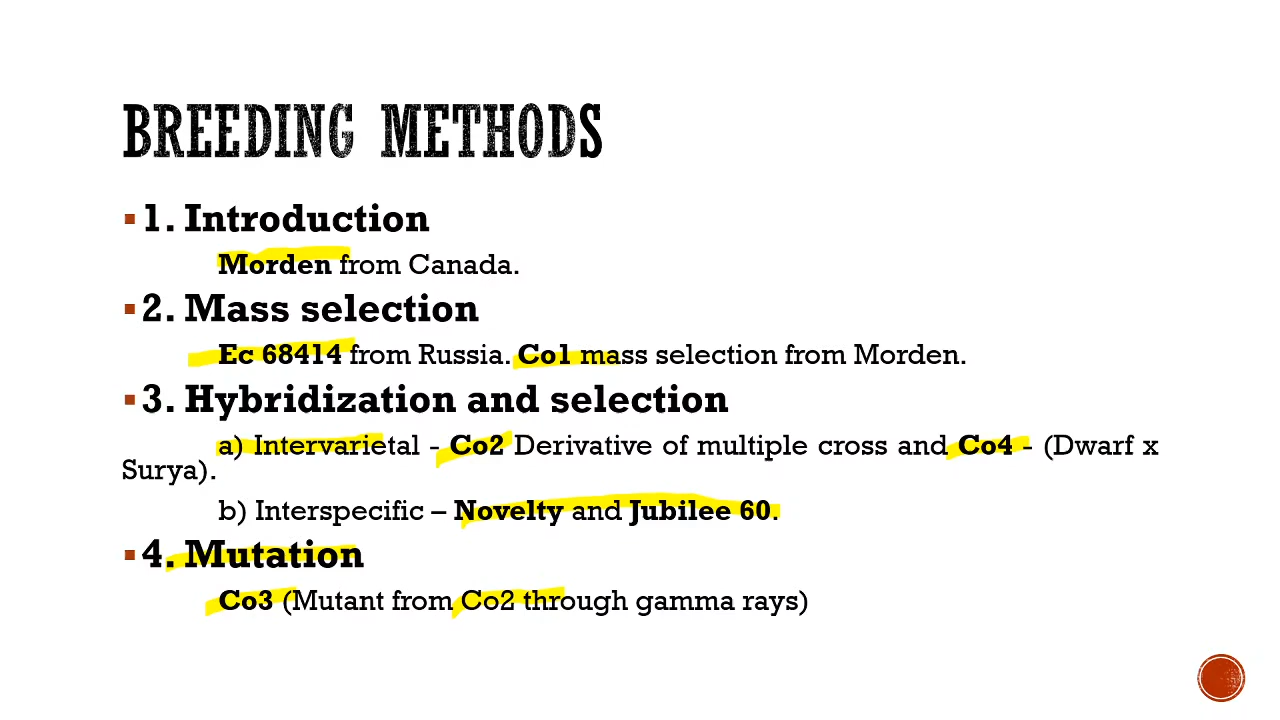 BREEDING METHODS
▪1. Introduction
Morden from Canada.
▪2. Mass selection
Ec 68414 from Russia. Co1 mass selection from Morden.
▪3. Hybridization and selection
a) Intervarietal - Co2 Derivative of multiple cross and Co4 - (Dwarf x
Surya).
b) Interspecific – Novelty and Jubilee 60.
▪4. Mutation
Co3 (Mutant from Co2 through gamma rays)